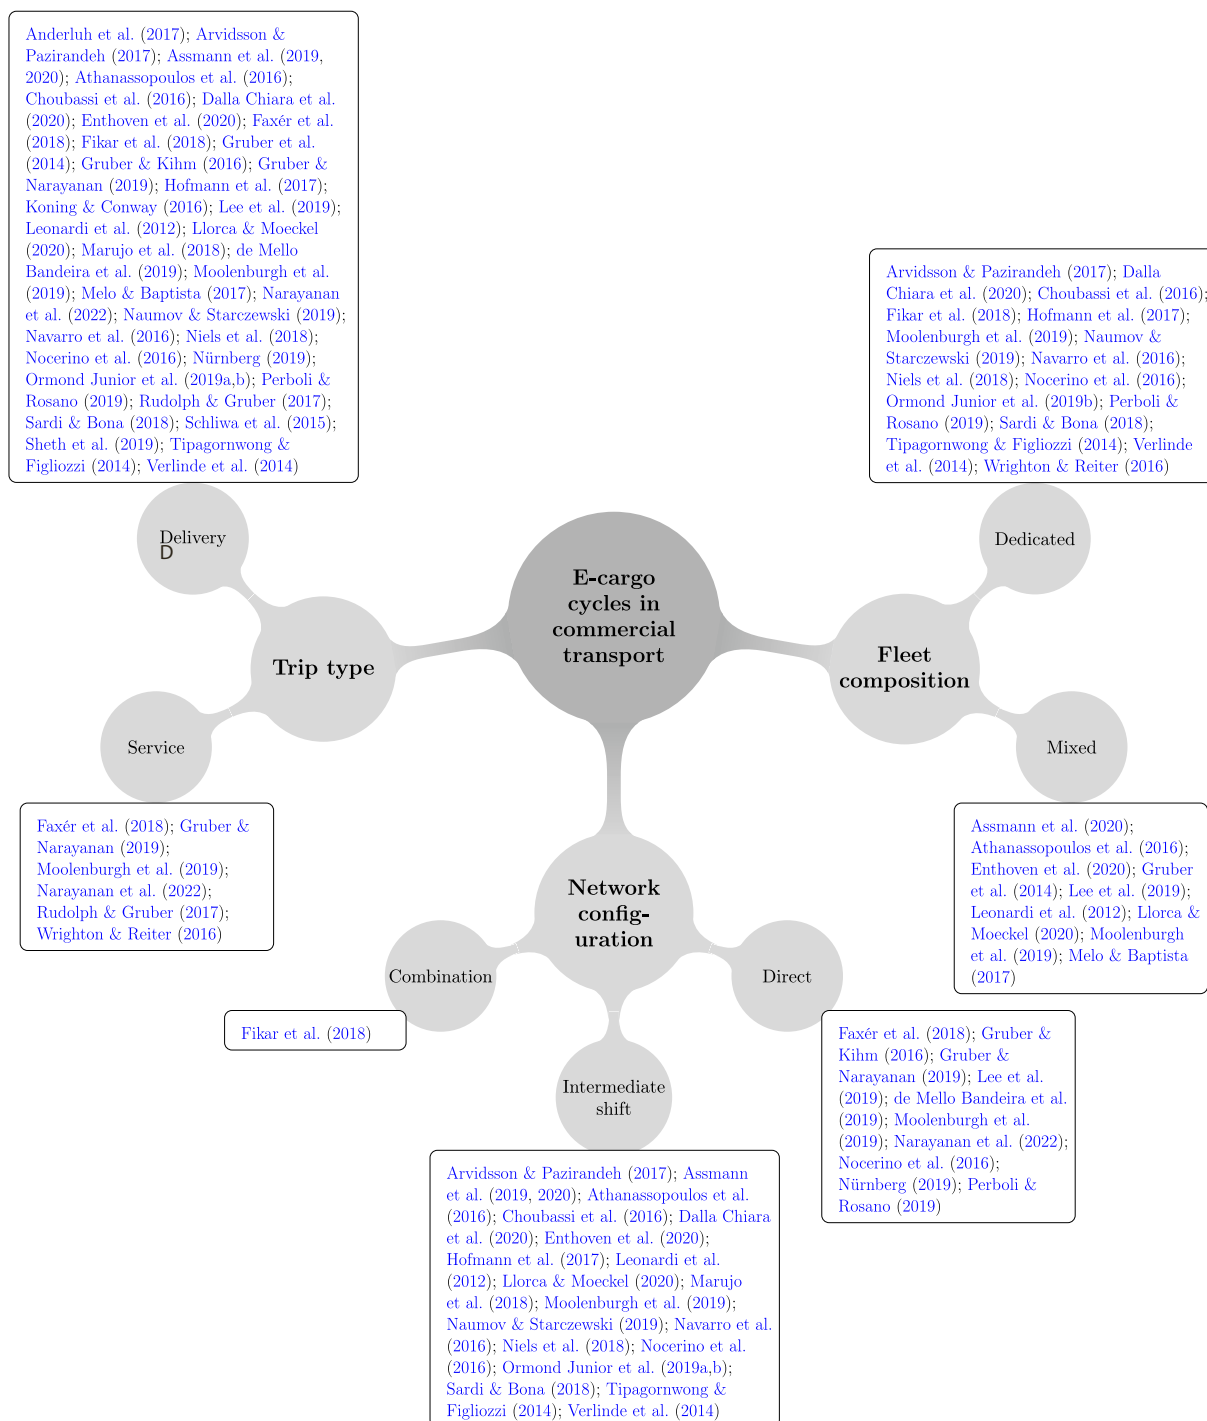 Anderluh et al. (2017); Arvidsson &
Pazirandeh (2017); Assmann et al. (2019,
2020); Athanassopoulos et al. (2016);
Choubassi et al. (2016); Dalla Chiara et al.
(2020); Enthoven et al. (2020); Faxér et al.
(2018); Fikar et al. (2018); Gruber et al.
(2014); Gruber & Kihm (2016); Gruber &
Narayanan (2019); Hofmann et al. (2017);
Koning & Conway (2016); Lee et al. (2019);
Leonardi et al. (2012); Llorca & Moeckel
(2020); Marujo et al. (2018); de Mello
Bandeira et al. (2019); Moolenburgh et al.
(2019); Melo & Baptista (2017); Narayanan
et al. (2022); Naumov & Starczewski (2019);
Navarro et al. (2016); Niels et al. (2018);
Nocerino et al. (2016); Nürnberg (2019);
Ormond Junior et al. (2019a,b); Perboli &
Rosano (2019); Rudolph & Gruber (2017);
Sardi & Bona (2018); Schliwa et al. (2015);
Sheth et al. (2019); Tipagornwong &
Figliozzi (2014); Verlinde et al. (2014)
Arvidsson & Pazirandeh (2017); Dalla
Chiara et al. (2020); Choubassi et al. (2016);
Fikar et al. (2018); Hofmann et al. (2017);
Moolenburgh et al. (2019); Naumov &
Starczewski (2019); Navarro et al. (2016);
Niels et al. (2018); Nocerino et al. (2016);
Ormond Junior et al. (2019b); Perboli &
Rosano (2019); Sardi & Bona (2018);
Tipagornwong & Figliozzi (2014); Verlinde
et al. (2014); Wrighton & Reiter (2016)
Delivery
D
Dedicated
E-cargo
cycles in
commercial
transport
Trip type
Fleet
composition
Service
Mixed
Faxér et al. (2018); Gruber &
Narayanan (2019);
Moolenburgh et al. (2019);
Narayanan et al. (2022);
Rudolph & Gruber (2017);
Wrighton & Reiter (2016)
Assmann et al. (2020);
Athanassopoulos et al. (2016);
Enthoven et al. (2020); Gruber
et al. (2014); Lee et al. (2019);
Leonardi et al. (2012); Llorca &
Moeckel (2020); Moolenburgh
et al. (2019); Melo & Baptista
(2017)
Network
config-
uration
Combination
Direct
Fikar et al. (2018)
Intermediate
shift
Faxér et al. (2018); Gruber &
Kihm (2016); Gruber &
Narayanan (2019); Lee et al.
(2019); de Mello Bandeira et al.
(2019); Moolenburgh et al.
(2019); Narayanan et al. (2022);
Nocerino et al. (2016);
Nürnberg (2019); Perboli &
Rosano (2019)
Arvidsson & Pazirandeh (2017); Assmann
et al. (2019, 2020); Athanassopoulos et al.
(2016); Choubassi et al. (2016); Dalla Chiara
et al. (2020); Enthoven et al. (2020);
Hofmann et al. (2017); Leonardi et al.
(2012); Llorca & Moeckel (2020); Marujo
et al. (2018); Moolenburgh et al. (2019);
Naumov & Starczewski (2019); Navarro et al.
(2016); Niels et al. (2018); Nocerino et al.
(2016); Ormond Junior et al. (2019a,b);
Sardi & Bona (2018); Tipagornwong &
Figliozzi (2014); Verlinde et al. (2014)